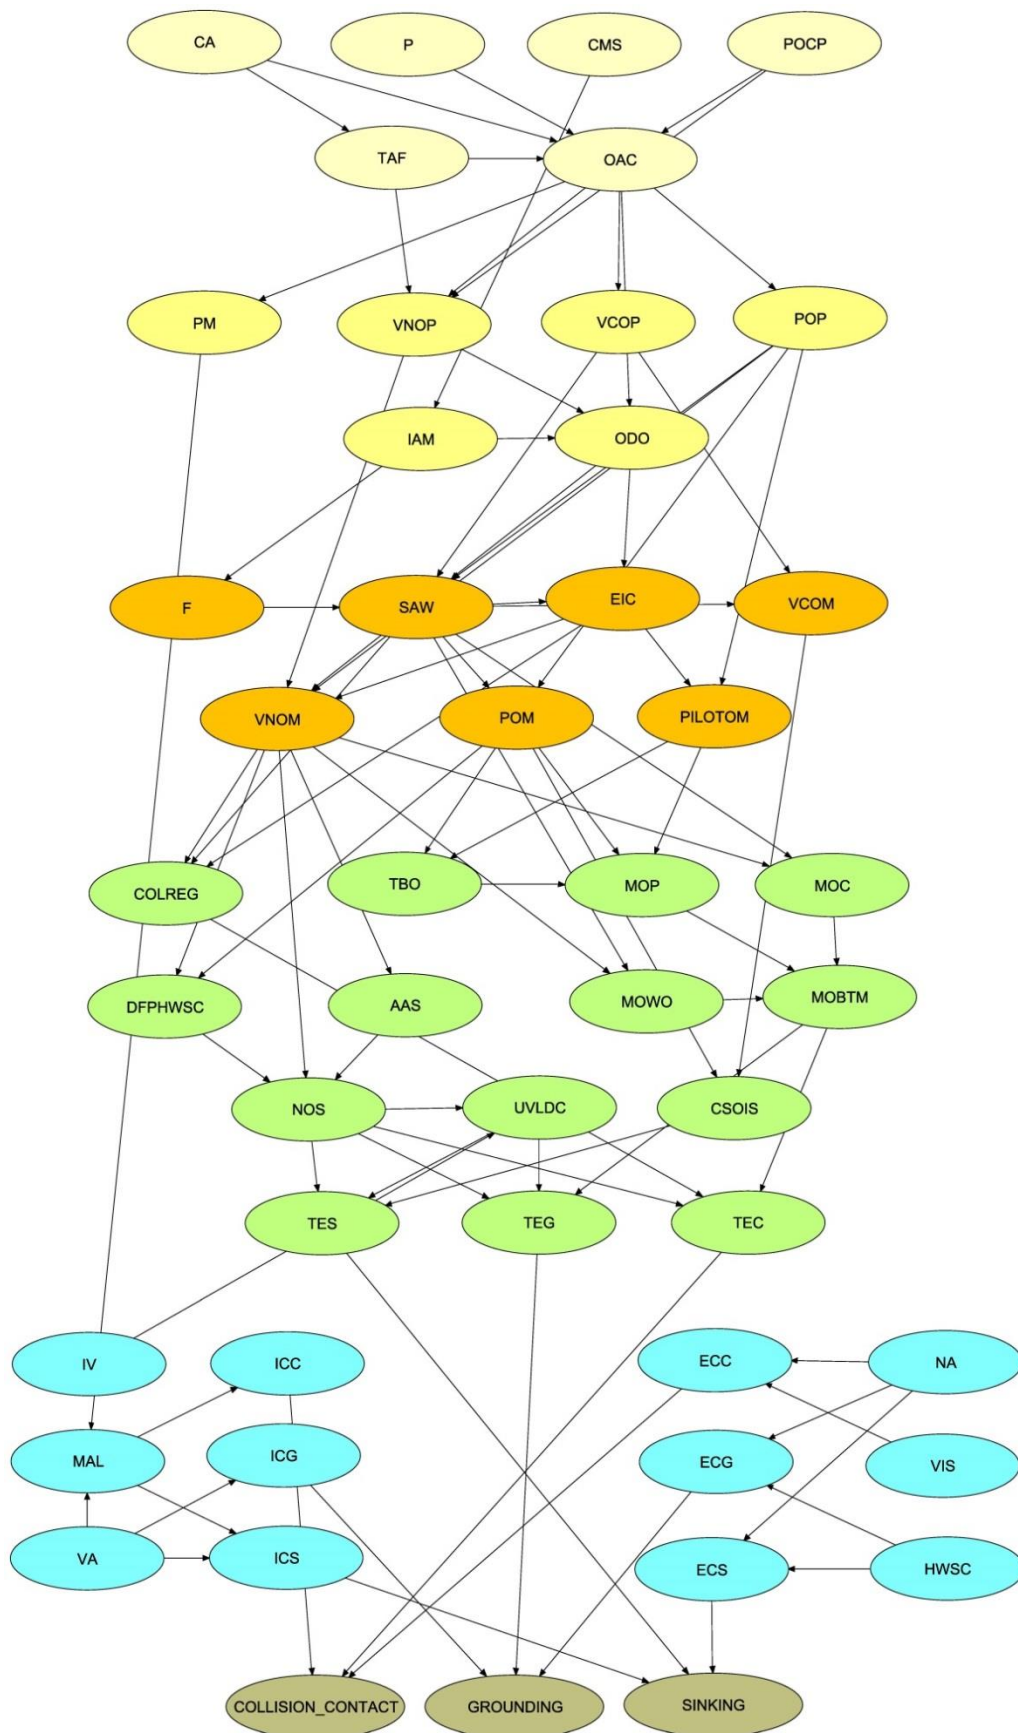 CA
P
CMS
POCP
TAF
OAC
PM
VNOP
VCOP
POP
IAM
ODO
F
SAW
EIC
VCOM
VNOM
POM
PILOTOM
COLREG
TBO
MOP
MOC
DFPHWSC
AAS
MOWO
MOBTM
NOS
UVLDC
CSOIS
TES
TEG
TEC
IV
ICC
ECC
NA
MAL
ICG
ECG
VIS
VA
ICS
ECS
HWSC
COLLISION_CONTACT
GROUNDING
SINKING